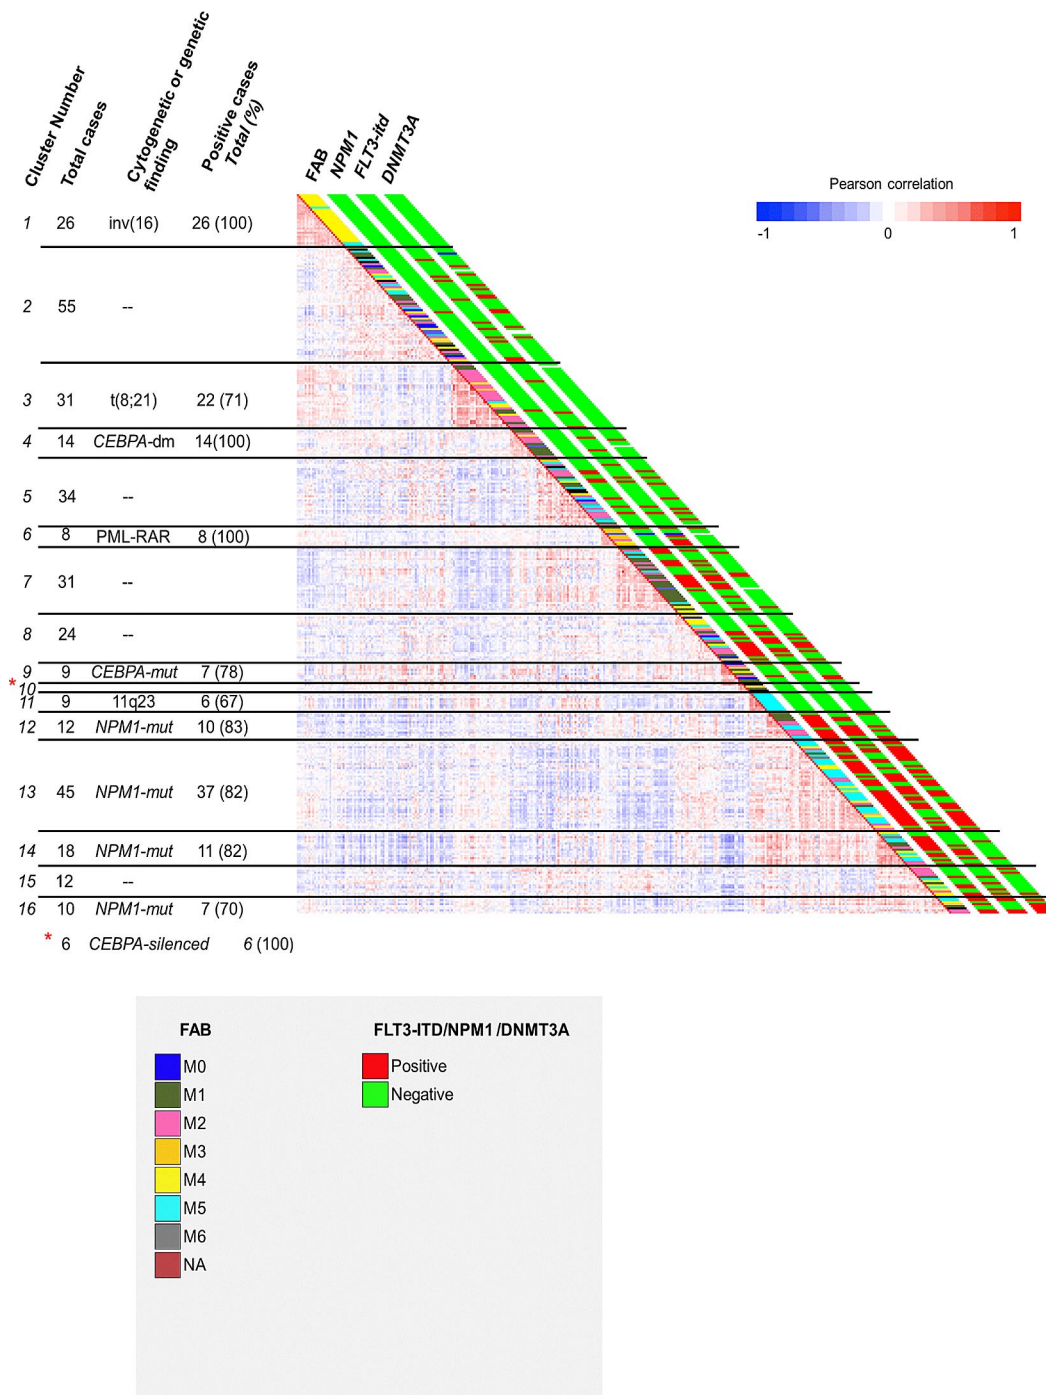 Cluster Number
Total cases
Cytogenetic or genetic
finding
Positive cases
Total (%)
FAB
NPM1
FLT3-itd
DNMT3A
Pearson correlation
-1 0 1
1 26 inv(16) 26 (100)
2 55 --
3 31 t(8;21) 22 (71)
4 14 CEBPA-dm 14(100)
5 34 --
6 8 PML-RAR 8 (100)
7 31 --
8 24 --
9 9 CEBPA-mut 7 (78)
* 10
11 9 11q23 6 (67)
12 12 NPM1-mut 10 (83)
13 45 NPM1-mut 37 (82)
14 18 NPM1-mut 11 (82)
15 12 --
16 10 NPM1-mut 7 (70)
* 6 CEBPA-silenced 6 (100)
FAB
M0
M1
M2
M3
M4
M5
M6
NA
FLT3-ITD/NPM1/DNMT3A
Positive
Negative